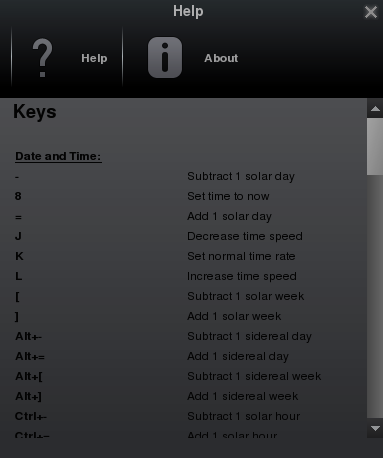 Help
Help About
Keys
Date and Time:
- Subtract 1 solar day
8 Set time to now
= Add 1 solar day
J Decrease time speed
K Set normal time rate
L Increase time speed
[ Subtract 1 solar week
] Add 1 solar week
Alt+- Subtract 1 sidereal day
Alt+= Add 1 sidereal day
Alt+[ Subtract 1 sidereal week
Alt+] Add 1 sidereal week
Ctrl+- Subtract 1 solar hour
Ctrl+= Add 1 solar hour